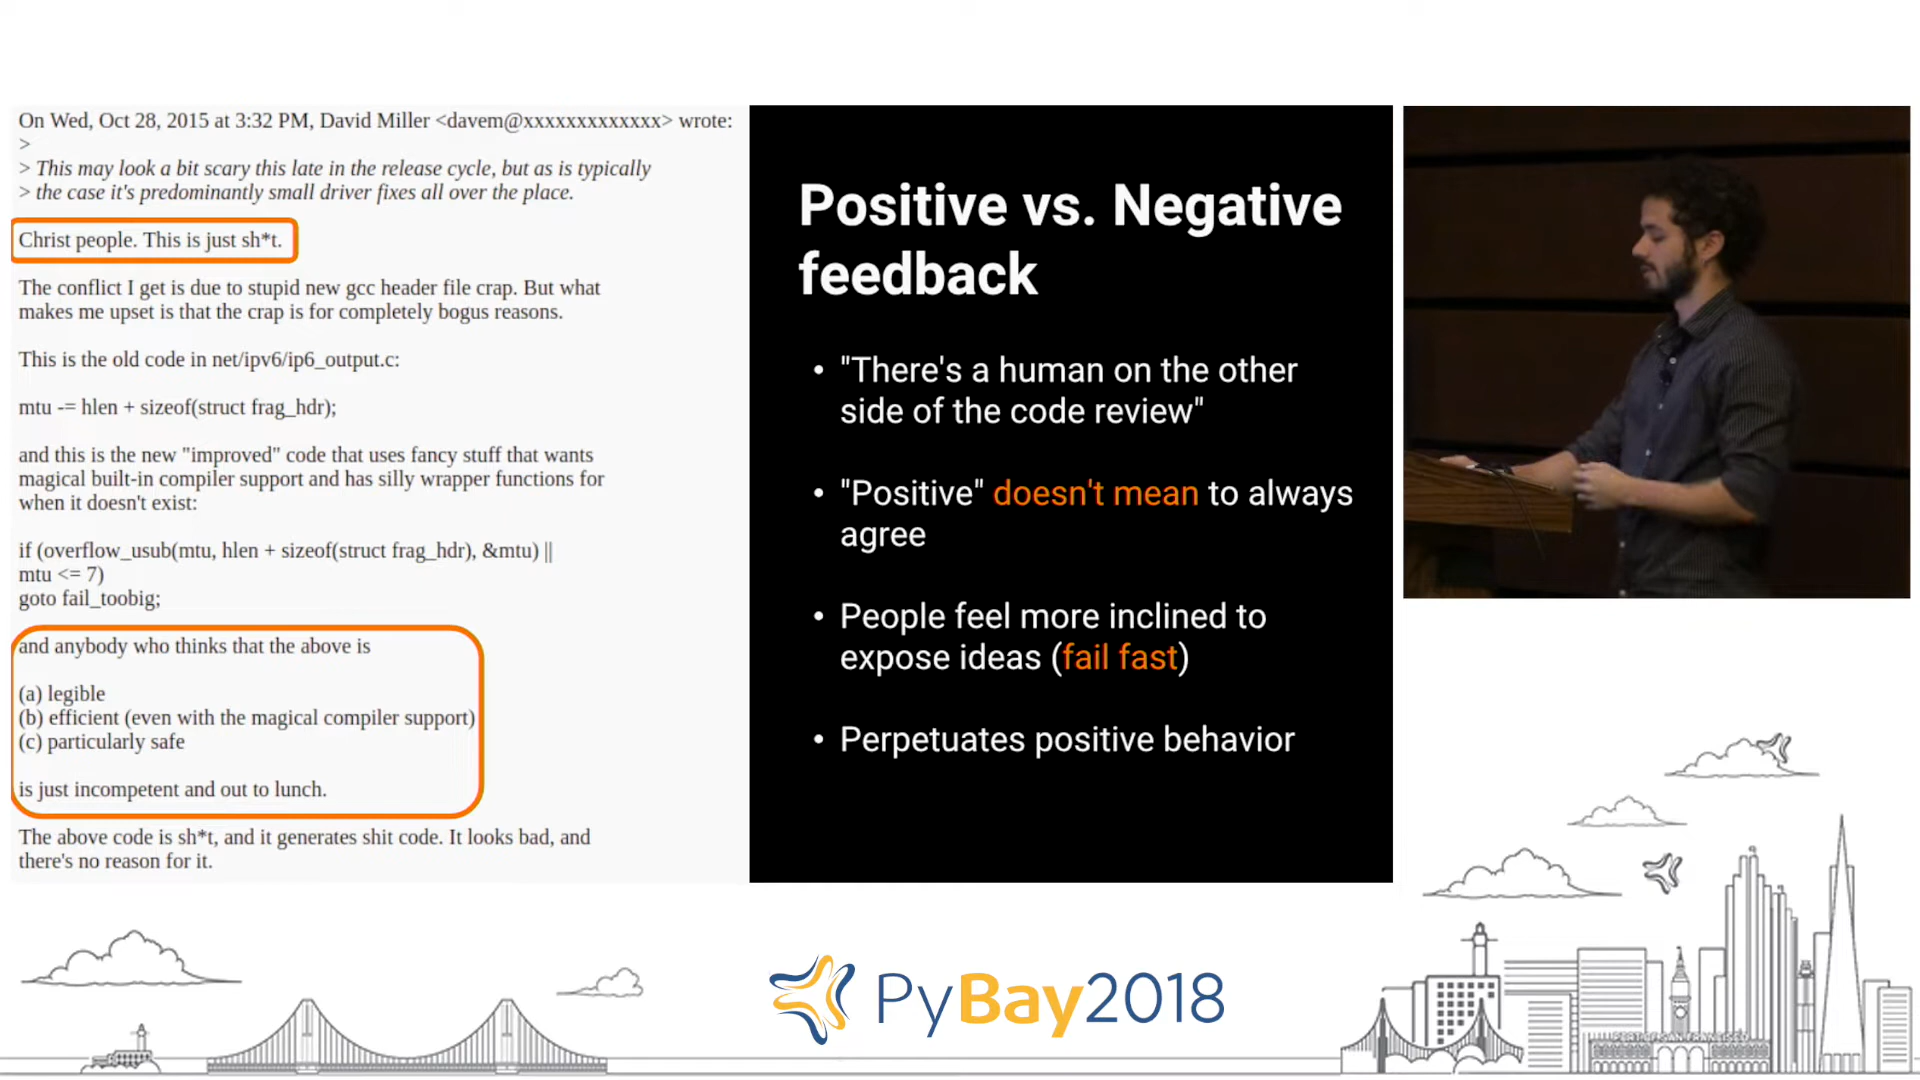 On Wed, Oct 28, 2015 at 3:32 PM, David Miller <davem@xxxxxxxxxxxxx> wrote:
>
> This may look a bit scary this late in the release cycle, but as is typically
> the case it's predominantly small driver fixes all over the place.
Christ people. This is just sh*t.
The conflict I get is due to stupid new gcc header file crap. But what
makes me upset is that the crap is for completely bogus reasons.
This is the old code in net/ipv6/ip6_output.c:
mtu -= hlen + sizeof(struct frag_hdr);
and this is the new "improved" code that uses fancy stuff that wants
magical built-in compiler support and has silly wrapper functions for
when it doesn't exist:
if (overflow_usub(mtu, hlen + sizeof(struct frag_hdr), &mtu) ||
mtu <= 7)
goto fail_toobig;
and anybody who thinks that the above is
(a) legible
(b) efficient (even with the magical compiler support)
(c) particularly safe
is just incompetent and out to lunch.
The above code is sh*t, and it generates shit code. It looks bad, and
there's no reason for it.
Positive vs. Negative
feedback
• "There's a human on the other
side of the code review"
• "Positive" doesn't mean to always
agree
• People feel more inclined to
expose ideas (fail fast)
• Perpetuates positive behavior
PyBay2018
PORT OF SAN FRANCISCO